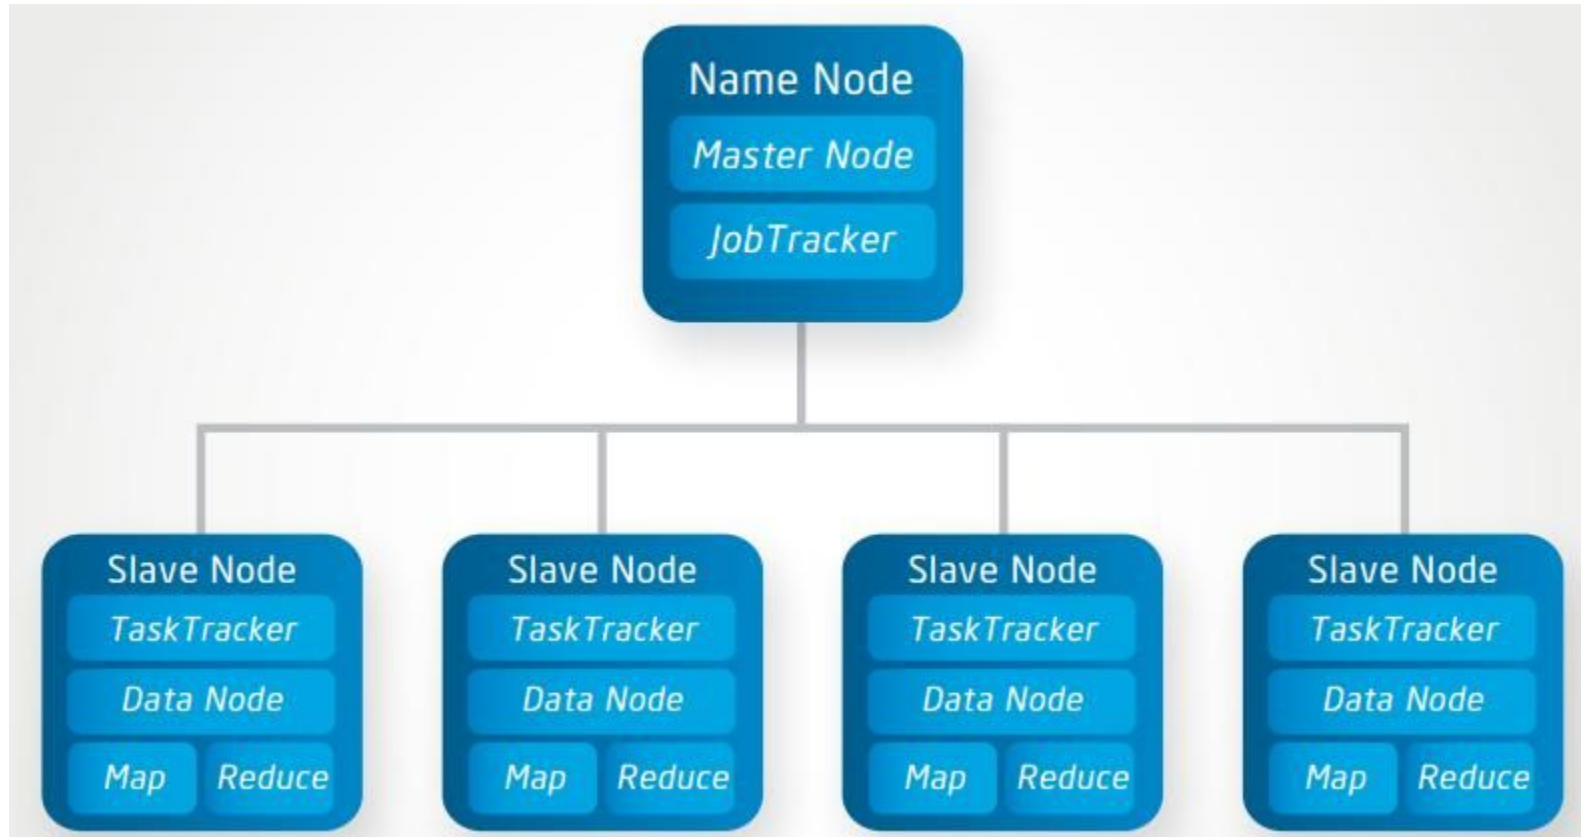 Name Node
Master Node
JobTracker
Slave Node
TaskTracker
Data Node
Map Reduce
Slave Node
TaskTracker
Data Node
Map Reduce
Slave Node
TaskTracker
Data Node
Map Reduce
Slave Node
TaskTracker
Data Node
Map Reduce